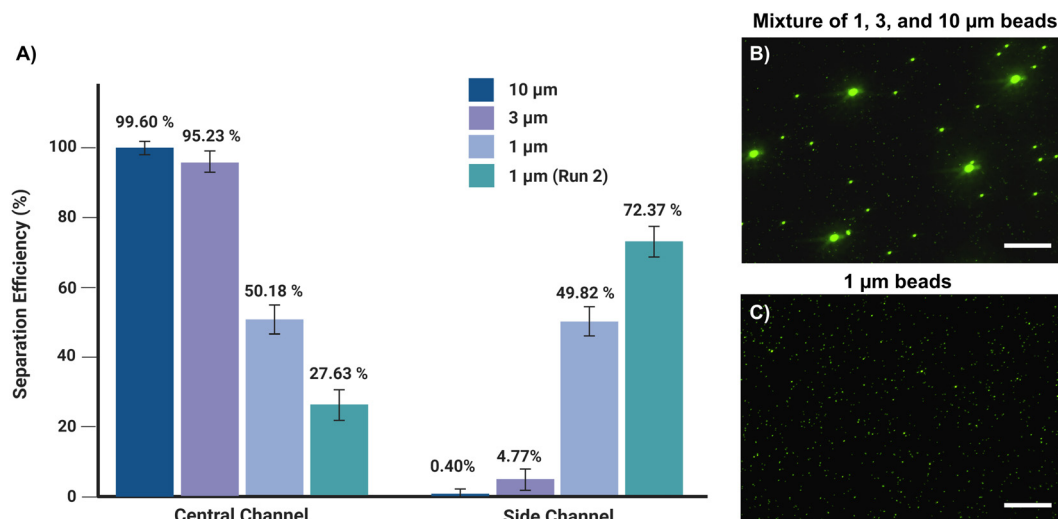 Mixture of 1, 3, and 10 µm beads
A)
B)
10 µm
3 µm
1 µm
1 µm (Run 2)
99.60 %
95.23 %
50.18 %
27.63 %
0.40%
4.77%
49.82 %
72.37 %
100
80
60
40
20
0
Separation Efficiency (%)
Central Channel
Side Channel
1 µm beads
C)